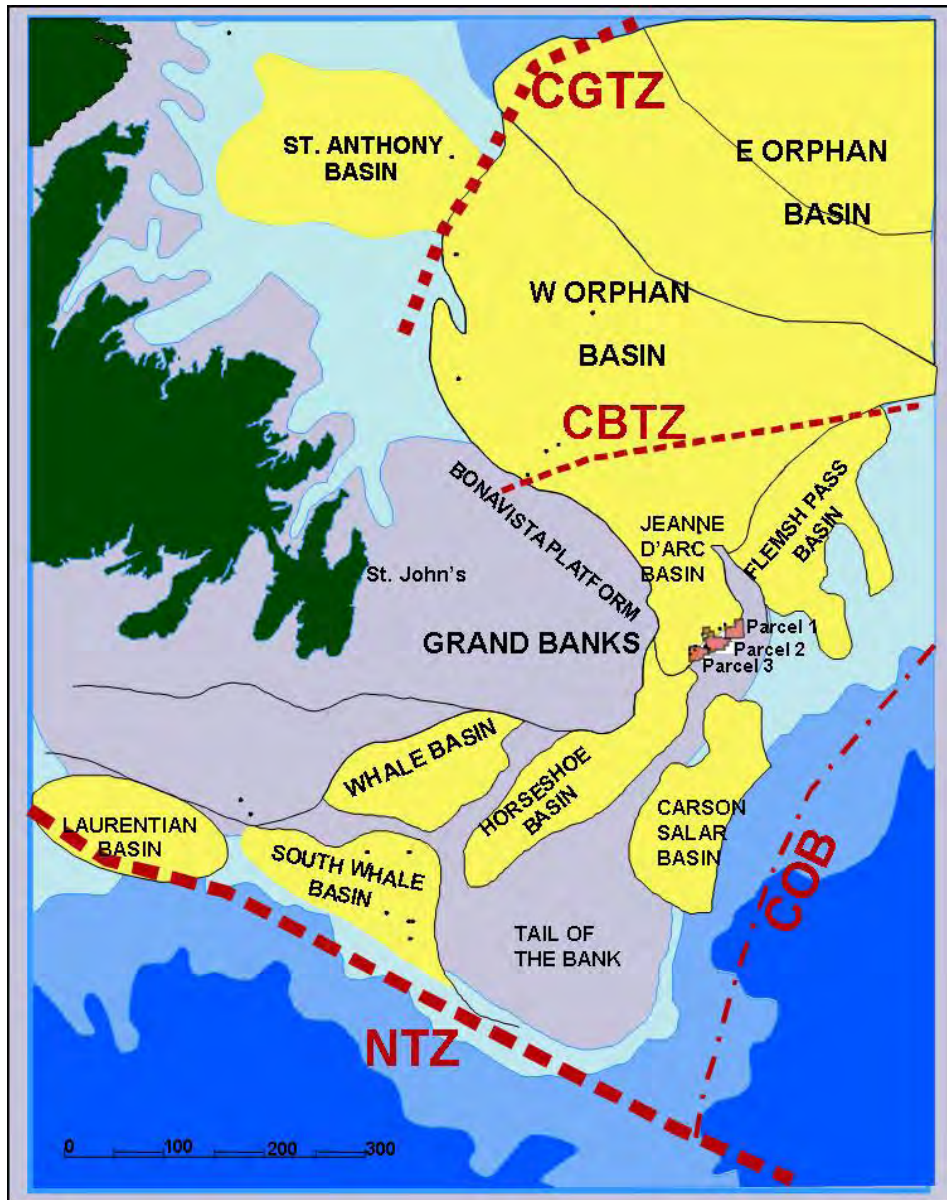 CGTZ
ST. ANTHONY
BASIN
E ORPHAN
BASIN
W ORPHAN
BASIN
CBTZ
BONAVISTA PLATFORM
JEANNE
D'ARC
BASIN
FLEMSH PASS
BASIN
St. John's
GRAND BANKS
Parcel 1
Parcel 2
Parcel 3
WHALE BASIN
HORSESHOE
BASIN
CARSON
SALAR
BASIN
LAURENTIAN
BASIN
SOUTH WHALE
BASIN
COB
TAIL OF
THE BANK
NTZ
0 100 200 300